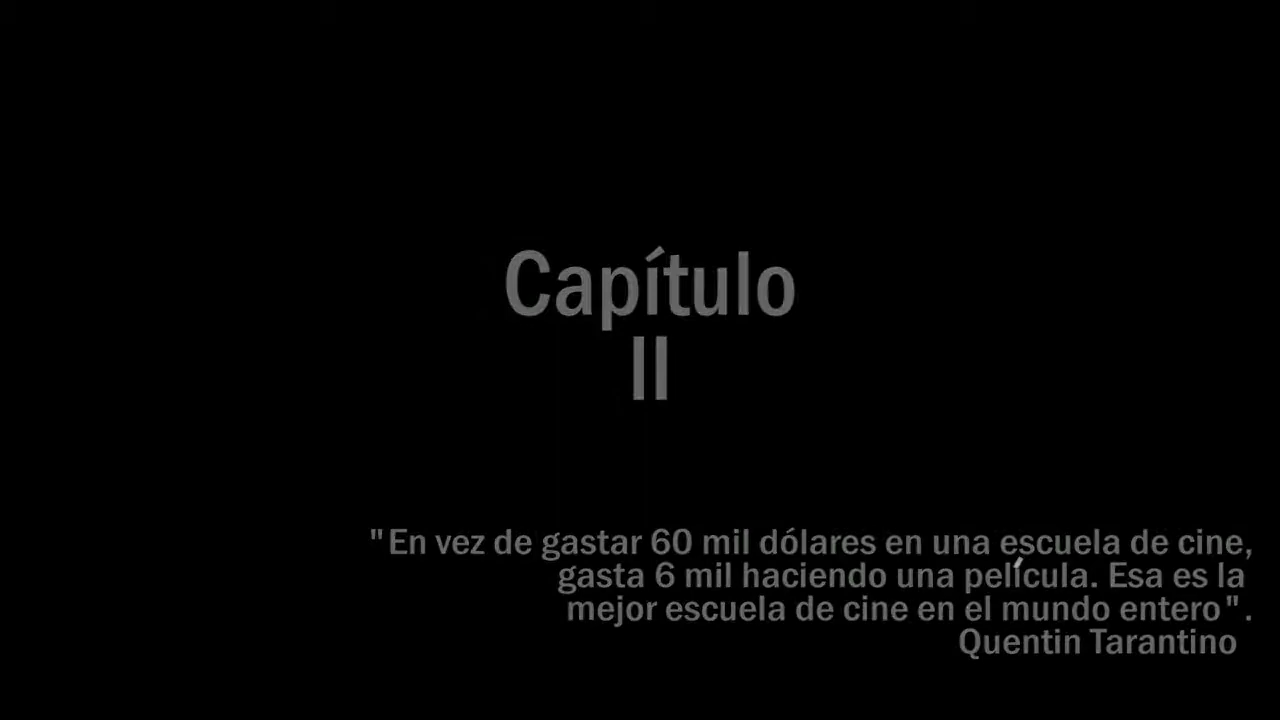 Capítulo
II
"En vez de gastar 60 mil dólares en una escuela de cine,
gasta 6 mil haciendo una película. Esa es la
mejor escuela de cine en el mundo entero".
Quentin Tarantino